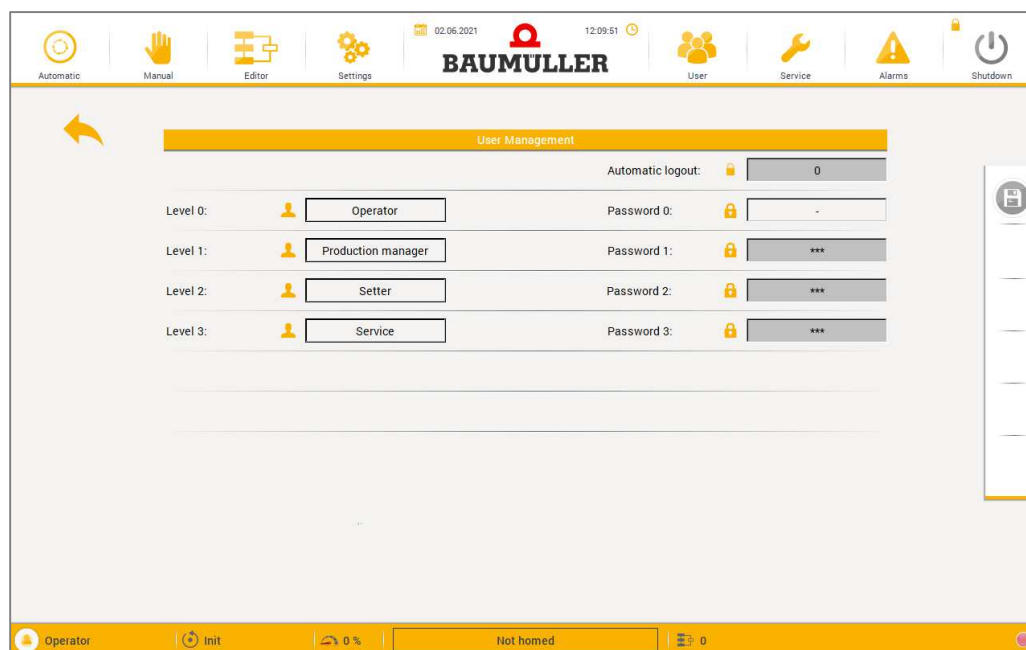 02.06.2021 12:09:51
BAUMÜLLER
Automatic Manual Editor Settings User Service Alarms Shutdown
User Management
Automatic logout: 0
Level 0: Operator Password 0: -
Level 1: Production manager Password 1: ***
Level 2: Setter Password 2: ***
Level 3: Service Password 3: ***
Operator Init 0 % Not homed 0